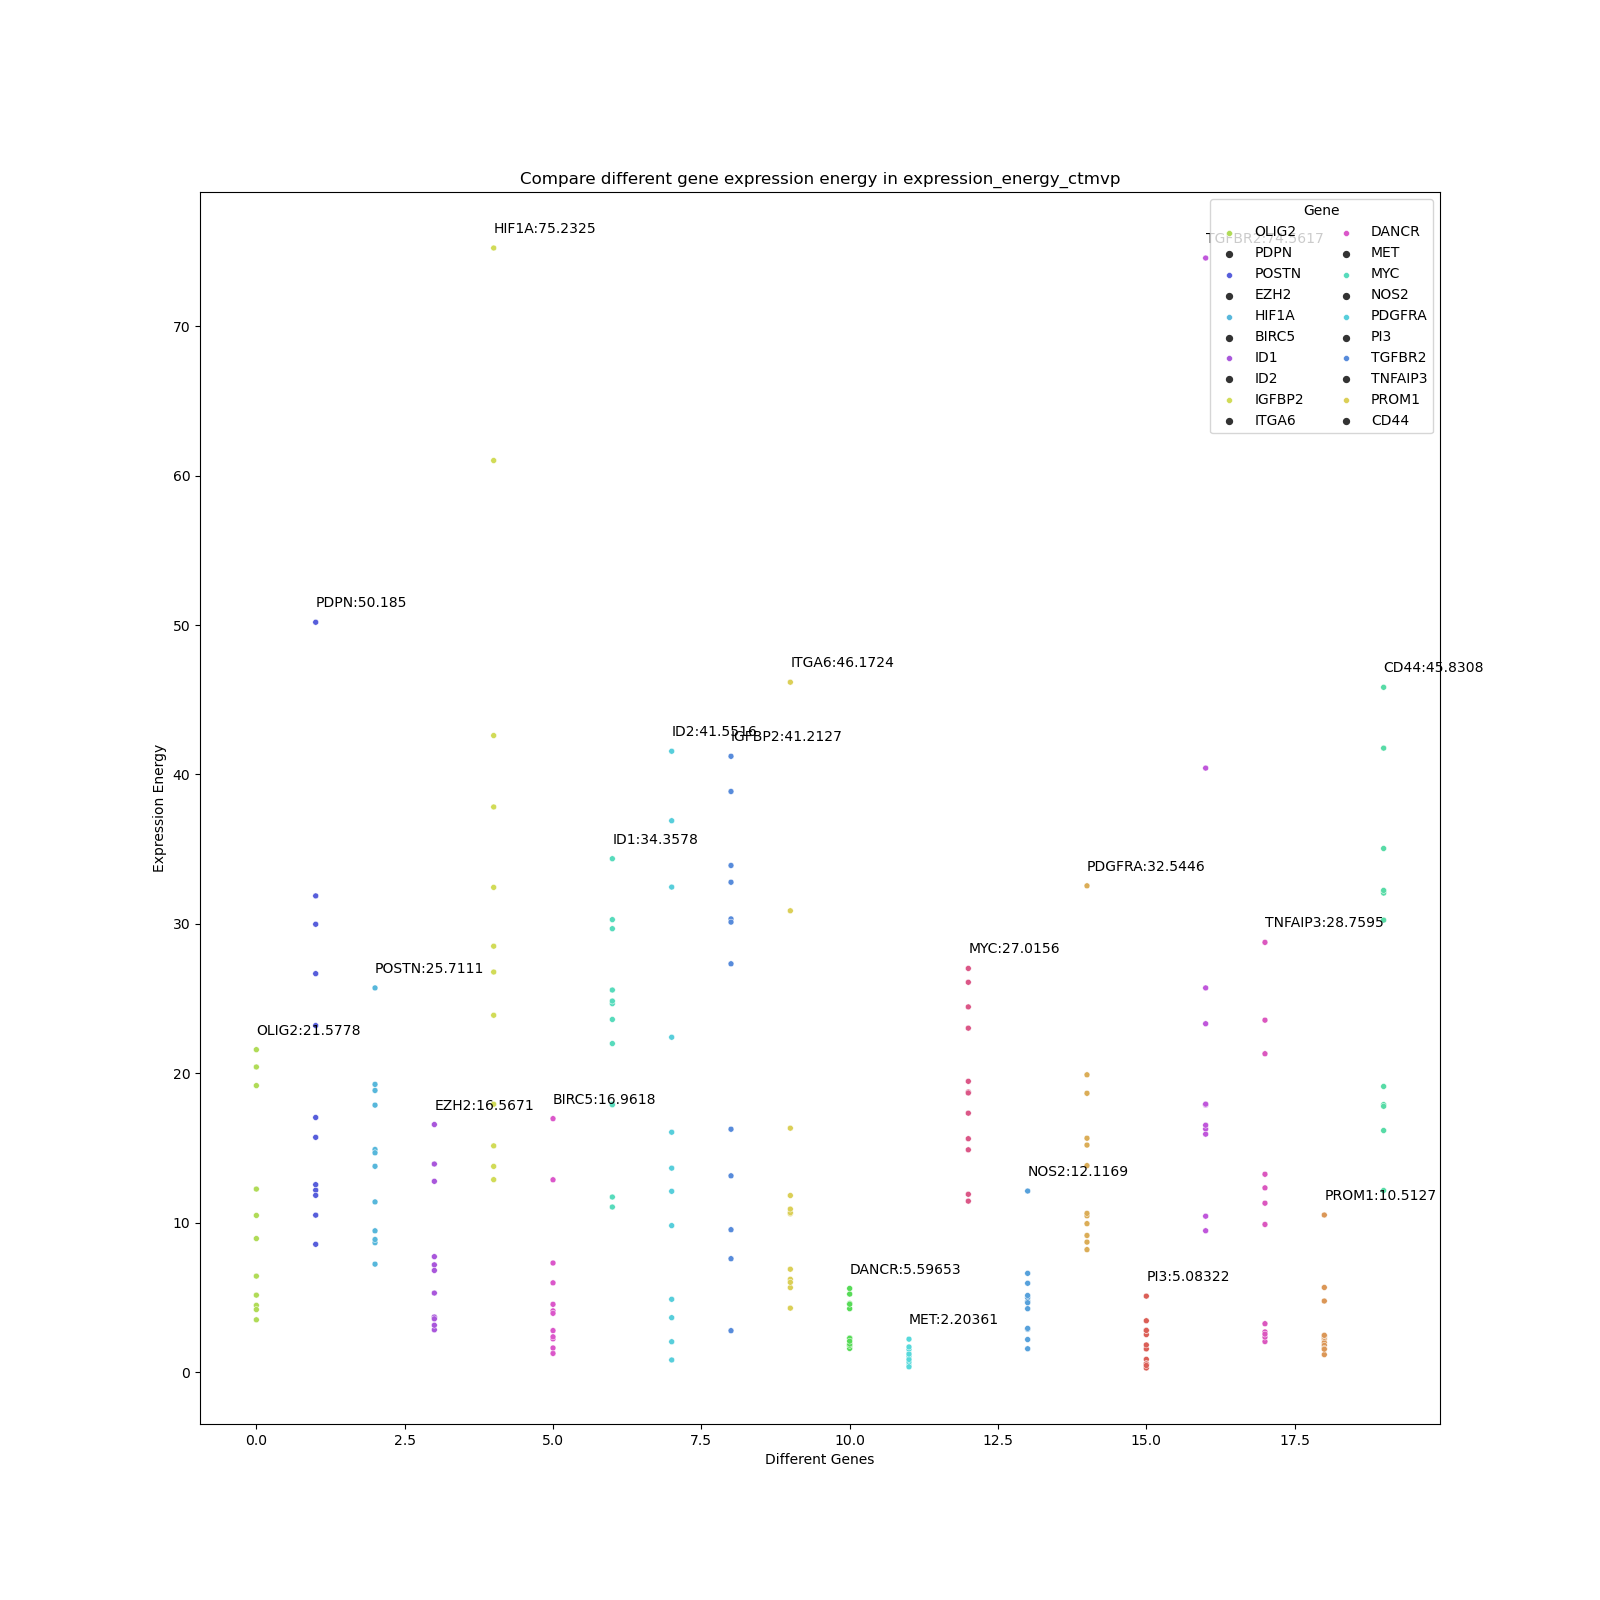 Compare different gene expression energy in expression_energy_ctmvp
HIF1A:75.2325
TGFBR2:74.5617
Gene
OLIG2
PDPN
POSTN
EZH2
HIF1A
BIRC5
ID1
ID2
IGFBP2
ITGA6
DANCR
MET
MYC
NOS2
PDGFRA
PI3
TGFBR2
TNFAIP3
PROM1
CD44
PDPN:50.185
ITGA6:46.1724
CD44:45.8308
ID2:41.5516
IGFBP2:41.2127
ID1:34.3578
PDGFRA:32.5446
TNFAIP3:28.7595
MYC:27.0156
POSTN:25.7111
OLIG2:21.5778
EZH2:16.5671
BIRC5:16.9618
NOS2:12.1169
PROM1:10.5127
DANCR:5.59653
PI3:5.08322
MET:2.20361
70
60
50
40
30
20
10
0
Expression Energy
0.0 2.5 5.0 7.5 10.0 12.5 15.0 17.5
Different Genes